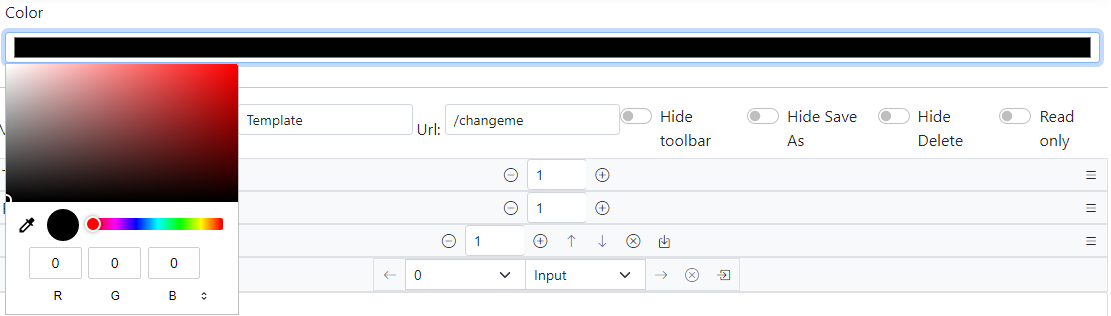 Color
Template
Url:
/changeme
Hide
toolbar
Hide Save
As
Hide
Delete
Read
only
1
1
1
0
Input
0 0 0
R G B